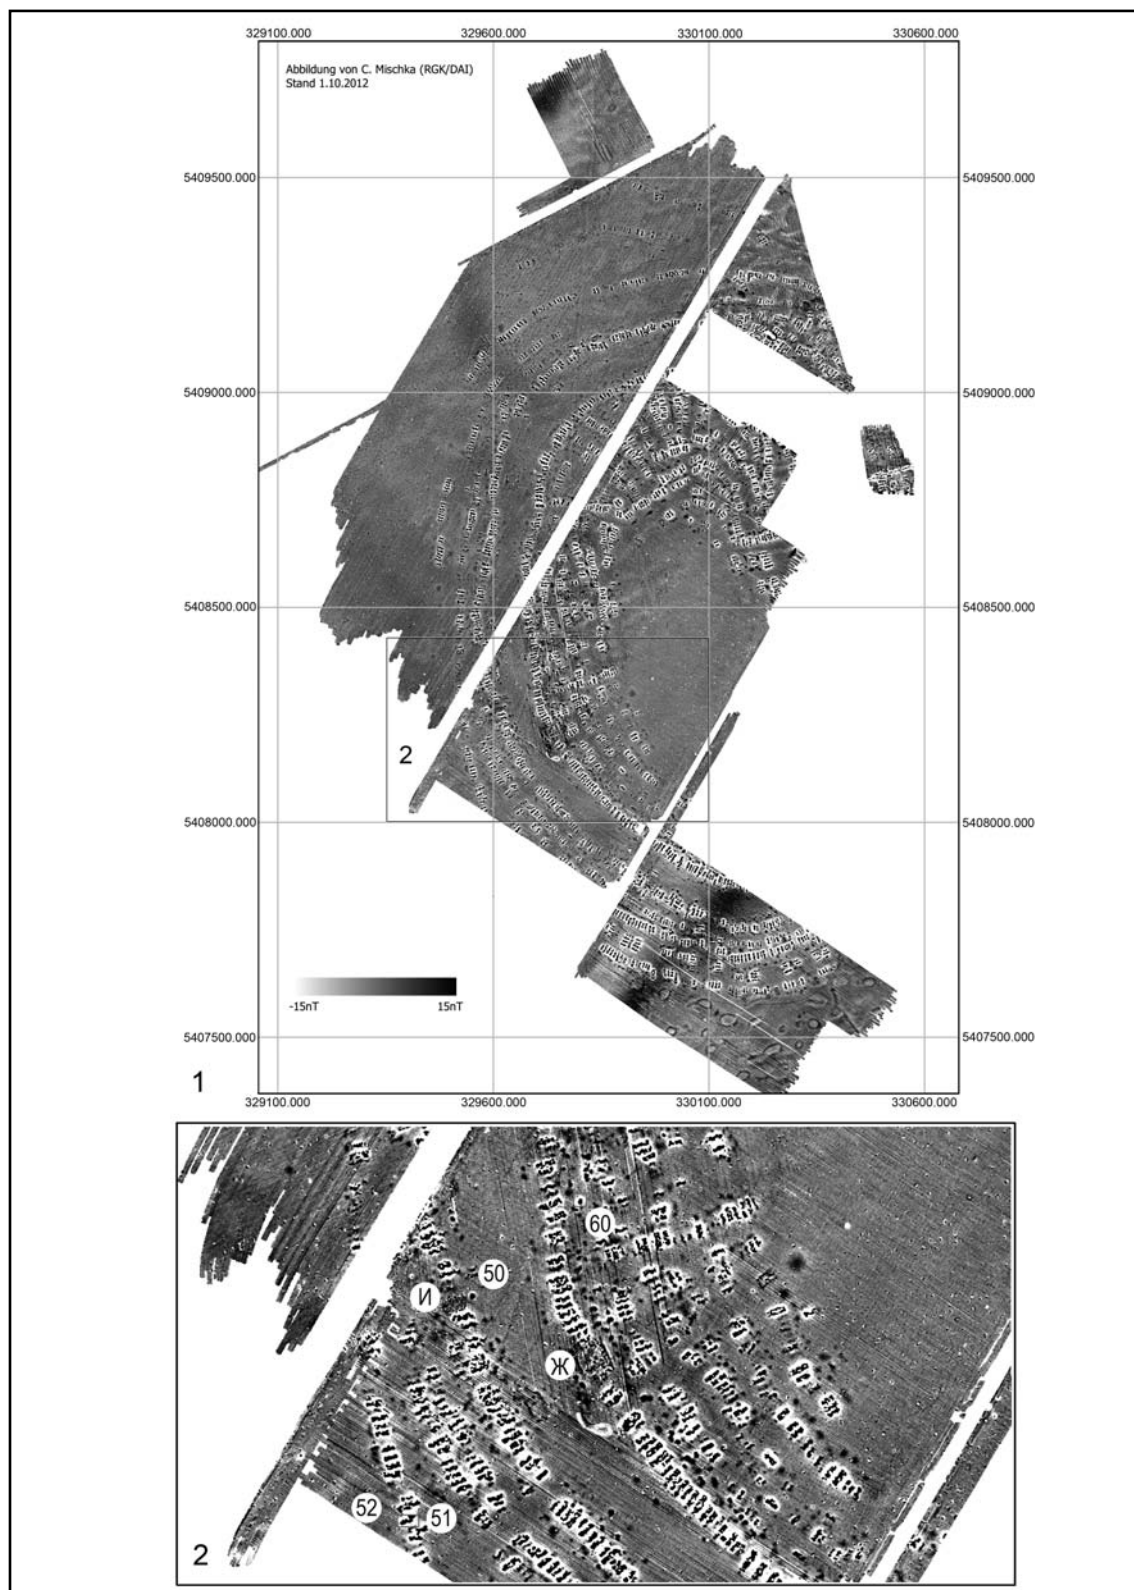 329100.000 329600.000 330100.000 330600.000
Abbildung von C. Mischka (RGK/DAI)
Stand 1.10.2012
5409500.000 5409500.000
5409000.000 5409000.000
5408500.000 5408500.000
2
5408000.000 5408000.000
-15nT 15nT
5407500.000 5407500.000
1
329100.000 329600.000 330100.000 330600.000
60
50
И
Ж
52 51
2